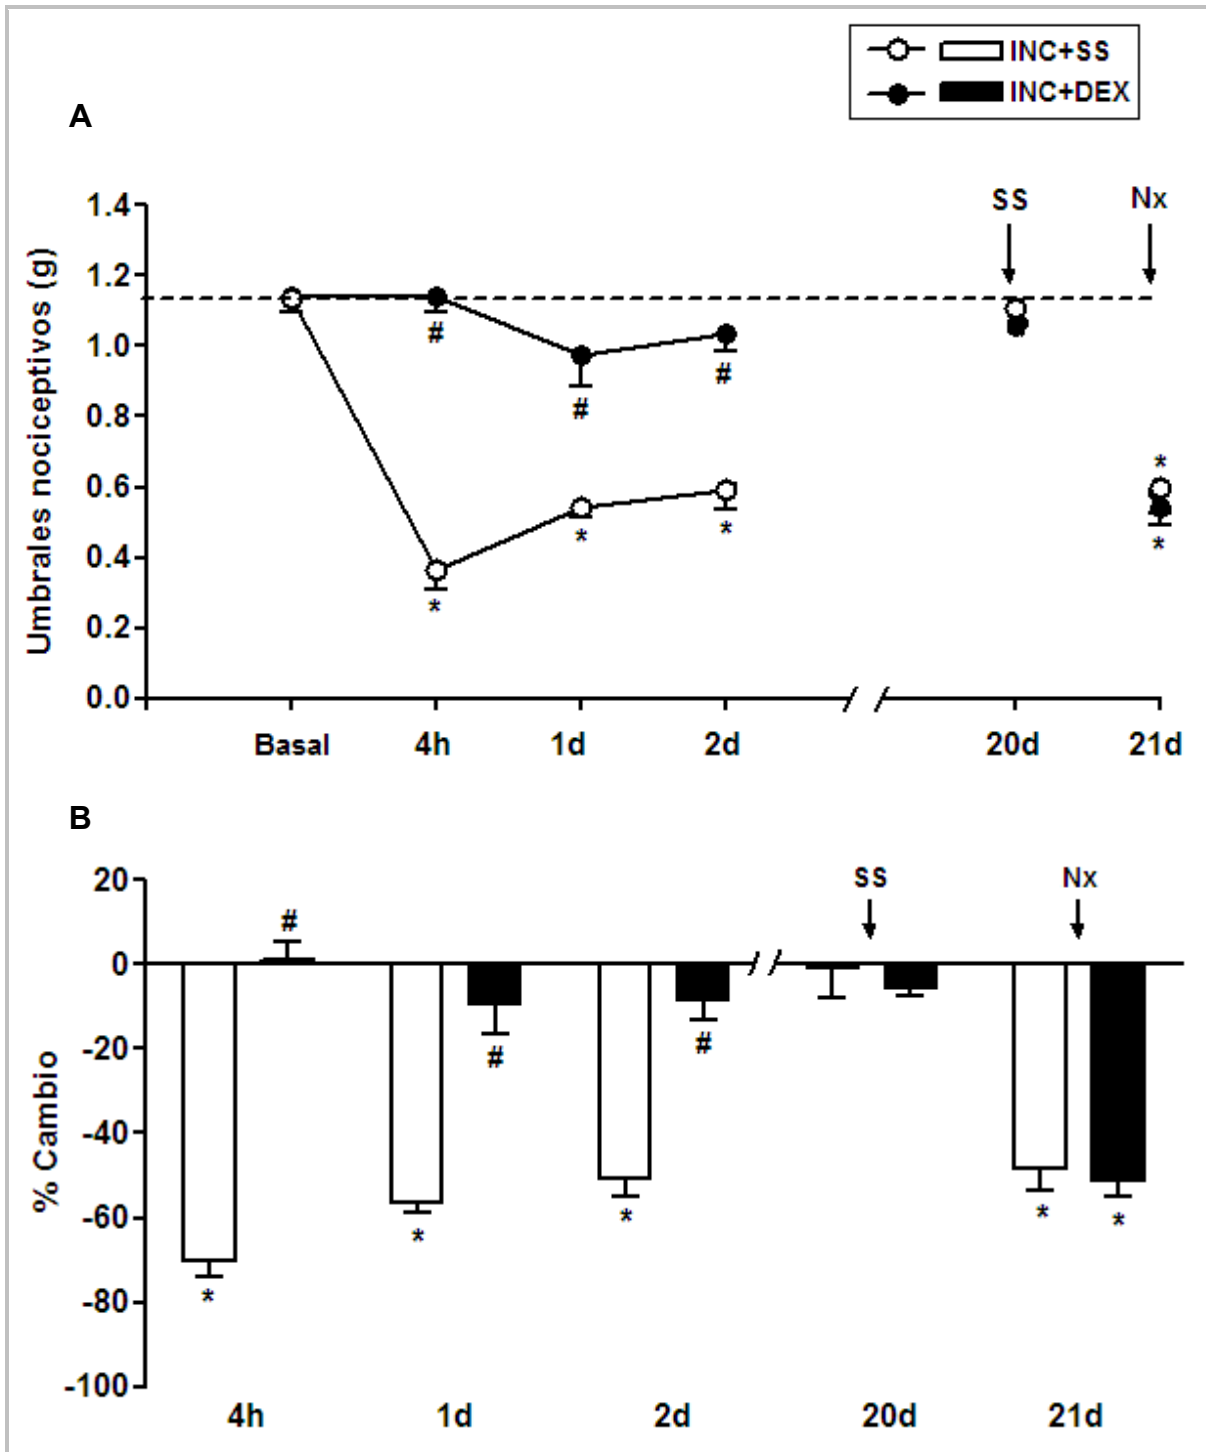 INC+SS
INC+DEX
A
SS Nx
Umbrales nociceptivos (g)
1.4
1.2
1.0
0.8
0.6
0.4
0.2
0.0
# # #
* * * * *
Basal 4h 1d 2d 20d 21d
B
SS Nx
% Cambio
20
0
-20
-40
-60
-80
-100
# # #
* * * * *
4h 1d 2d 20d 21d